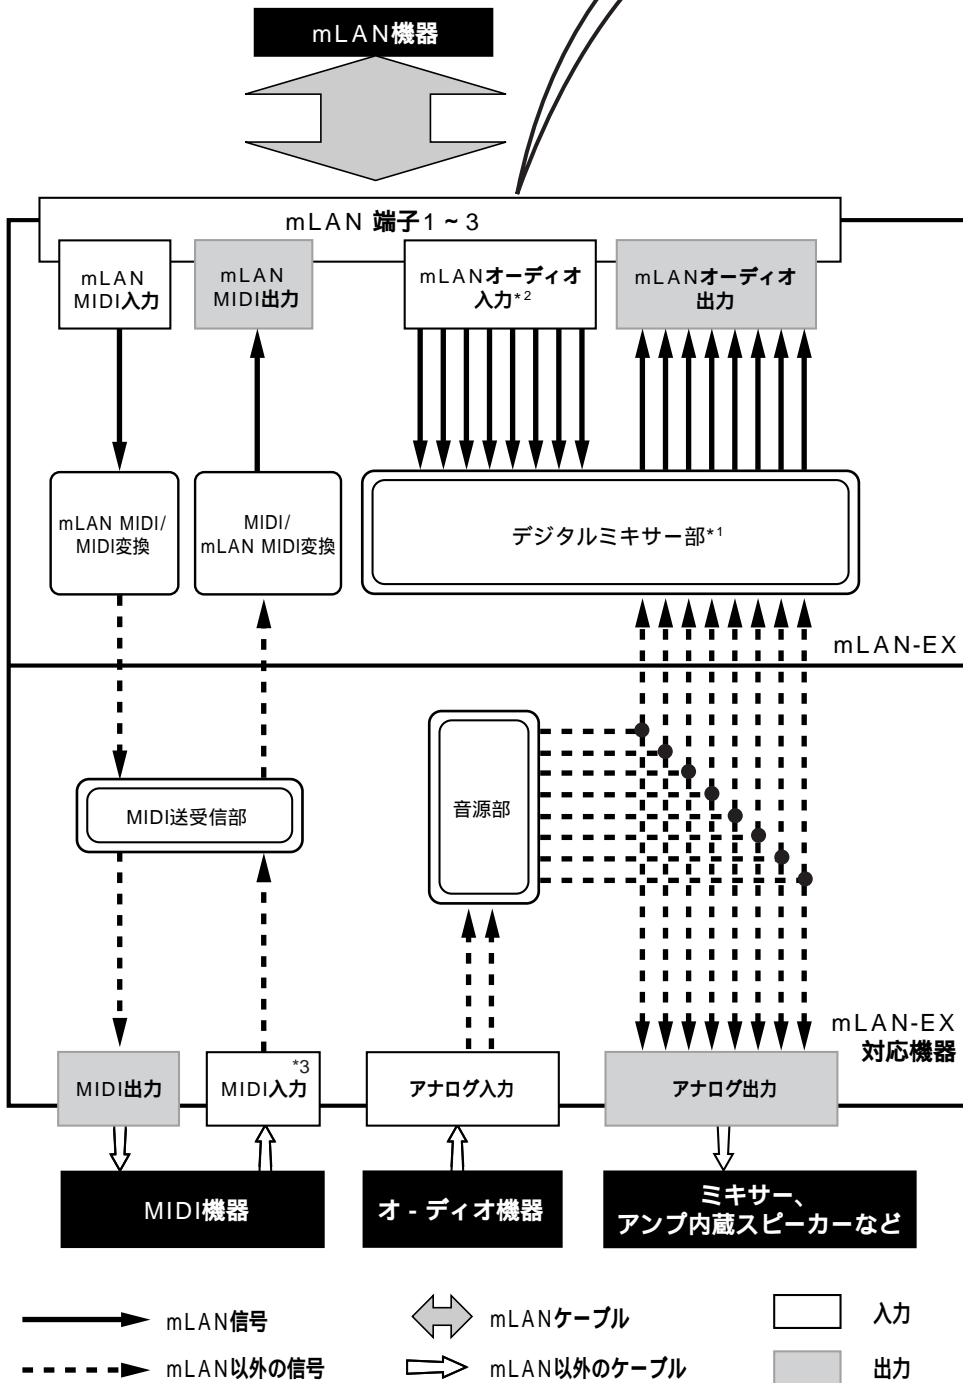 mLAN機器
mLAN 端子1 ~ 3
mLAN
MIDI入力
mLAN
MIDI出力
mLANオーディオ
入力*2
mLANオーディオ
出力
mLAN MIDI/
MIDI変換
MIDI/
mLAN MIDI変換
デジタルミキサー部*1
mLAN-EX
MIDI送受信部
音源部
mLAN-EX
対応機器
MIDI出力
*3
MIDI入力
アナログ入力
アナログ出力
MIDI機器
オ-ディオ機器
ミキサー、
アンプ内蔵スピーカーなど
mLAN信号
mLANケーブル
入力
mLAN以外の信号
mLAN以外のケーブル
出力